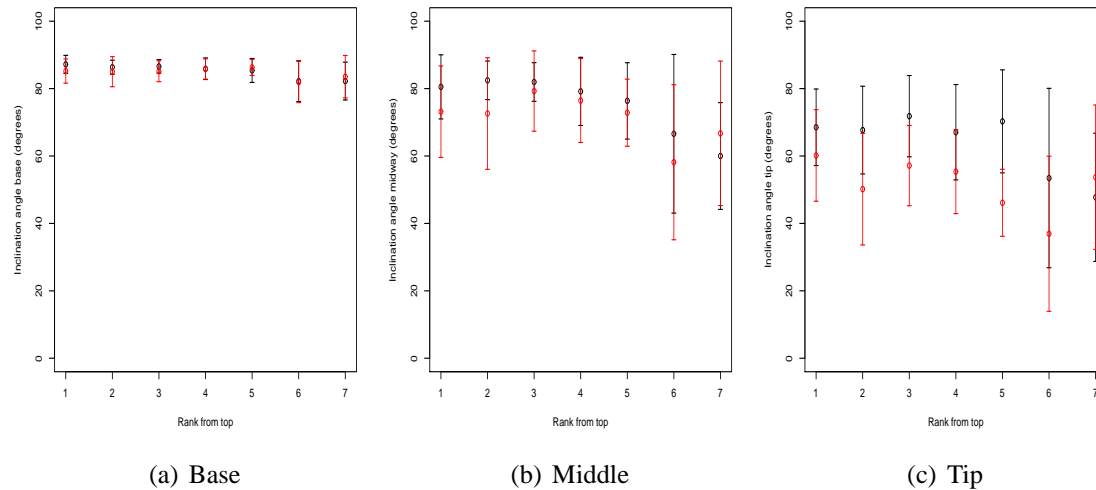 Inclination angle base (degrees)
100
80
60
40
20
0
1 2 3 4 5 6 7
Rank from top
(a) Base
Inclination angle midway (degrees)
100
80
60
40
20
0
1 2 3 4 5 6 7
Rank from top
(b) Middle
Inclination angle tip (degrees)
100
80
60
40
20
0
1 2 3 4 5 6 7
Rank from top
(c) Tip